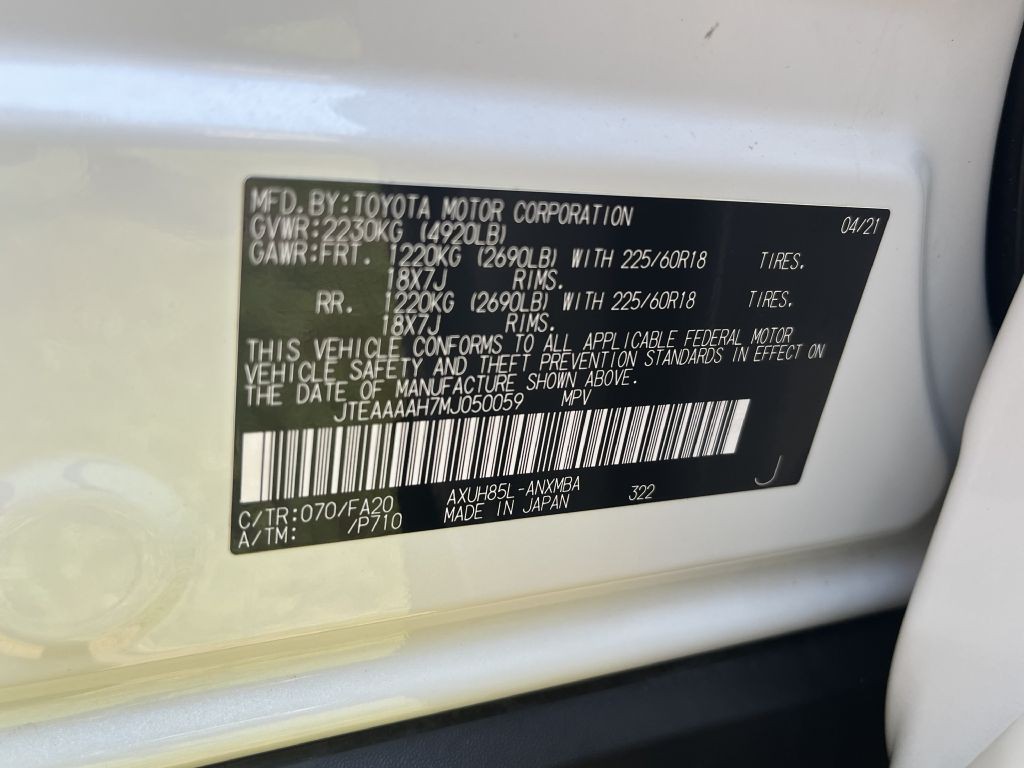 MFD.BY:TOYOTA MOTOR CORPORATION 04/21
GVWR:2230KG (4920LB)
GAWR:FRT. 1220KG (2690LB) WITH 225/60R18 TIRES.
18X7J RIMS.
RR. 1220KG (2690LB) WITH 225/60R18 TIRES.
18X7J RIMS.
THIS VEHICLE CONFORMS TO ALL APPLICABLE FEDERAL MOTOR
VEHICLE SAFETY AND THEFT PREVENTION STANDARDS IN EFFECT ON
THE DATE OF MANUFACTURE SHOWN ABOVE.
JTEAAAAH7MJ050059 MPV
C/TR:070/FA20 AXUH85L-ANXMBA 322 J
A/TM: /P710 MADE IN JAPAN